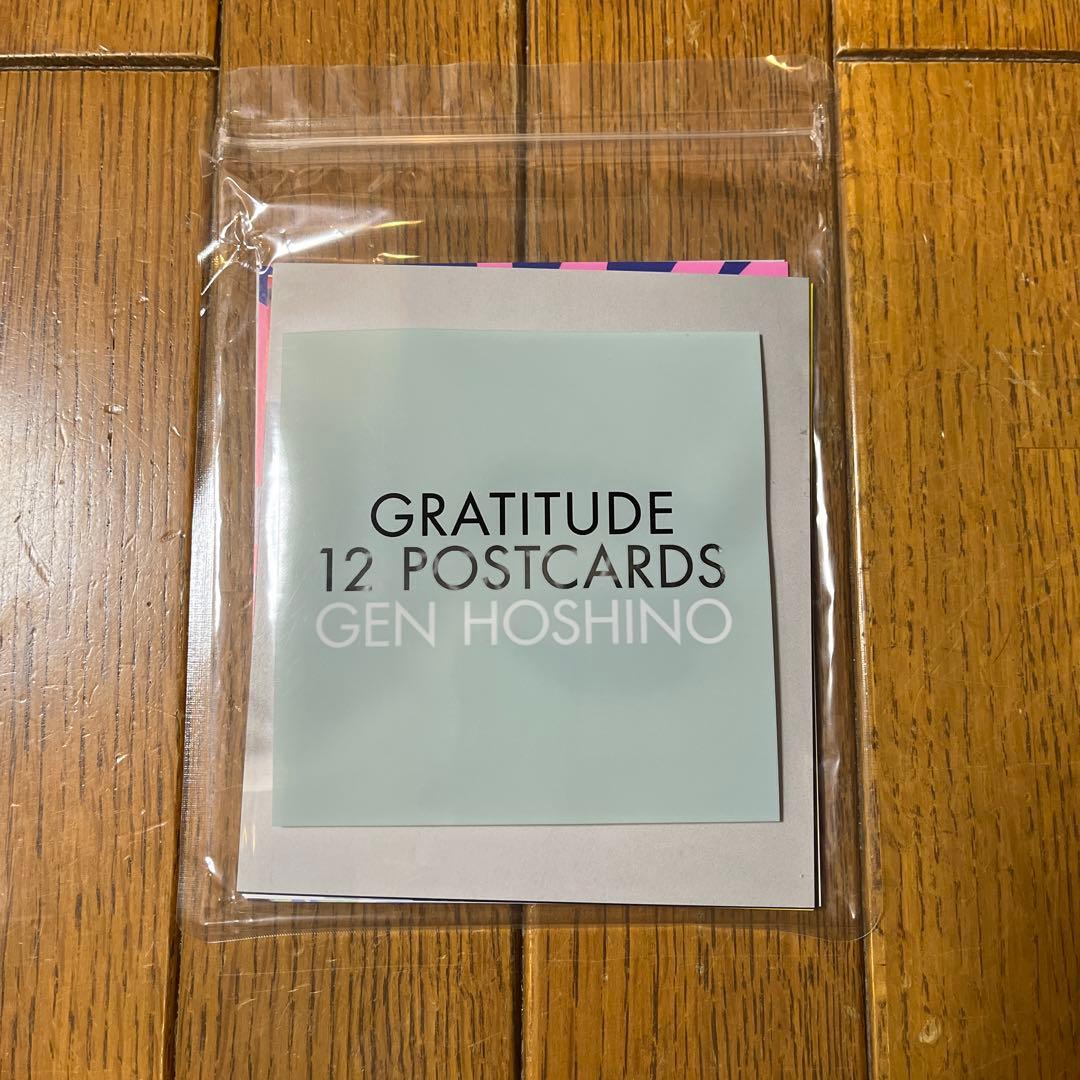 GRATITUDE
12 POSTCARDS
GEN HOSHINO